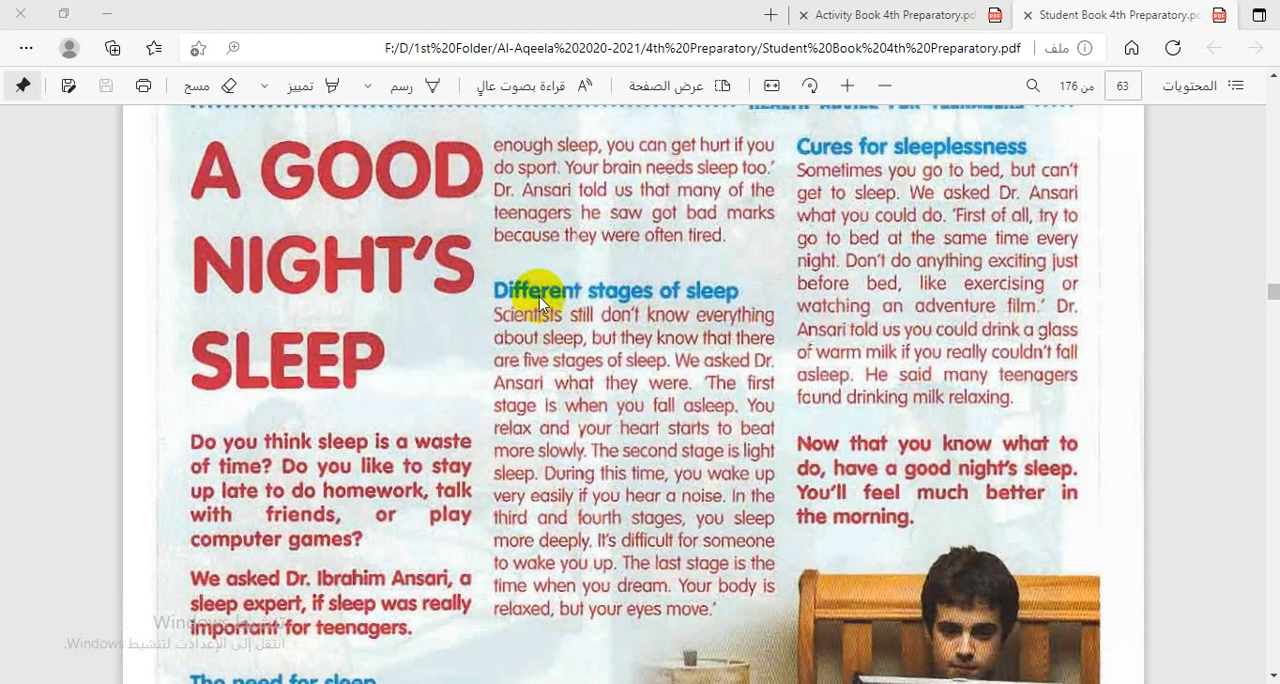 Activity Book 4th Preparatory.pd
Student Book 4th Preparatory.pd
F:/D/1st%20Folder/Al-Aqeela%202020-2021/4th%20Preparatory/Student%20Book%204th%20Preparatory.pdf
ملف
المحتويات
63
من 176
عرض الصفحة
قراءة بصوت عالٍ
رسم
تمييز
مسح
HEALTH ADVICE FOR TEENAGERS
A GOOD
NIGHT'S
SLEEP
Do you think sleep is a waste
of time? Do you like to stay
up late to do homework, talk
with friends, or play
computer games?
We asked Dr. Ibrahim Ansari, a
sleep expert, if sleep was really
important for teenagers.
The need for sleep
enough sleep, you can get hurt if you
do sport. Your brain needs sleep too.'
Dr. Ansari told us that many of the
teenagers he saw got bad marks
because they were often tired.
Different stages of sleep
Scientists still don't know everything
about sleep, but they know that there
are five stages of sleep. We asked Dr.
Ansari what they were. 'The first
stage is when you fall asleep. You
relax and your heart starts to beat
more slowly. The second stage is light
sleep. During this time, you wake up
very easily if you hear a noise. In the
third and fourth stages, you sleep
more deeply. It's difficult for someone
to wake you up. The last stage is the
time when you dream. Your body is
relaxed, but your eyes move.'
Cures for sleeplessness
Sometimes you go to bed, but can't
get to sleep. We asked Dr. Ansari
what you could do. 'First of all, try to
go to bed at the same time every
night. Don't do anything exciting just
before bed, like exercising or
watching an adventure film.' Dr.
Ansari told us you could drink a glass
of warm milk if you really couldn't fall
asleep. He said many teenagers
found drinking milk relaxing.
Now that you know what to
do, have a good night's sleep.
You'll feel much better in
the morning.
تنشيط Windows
انتقل إلى الإعدادت لتنشيط Windows.